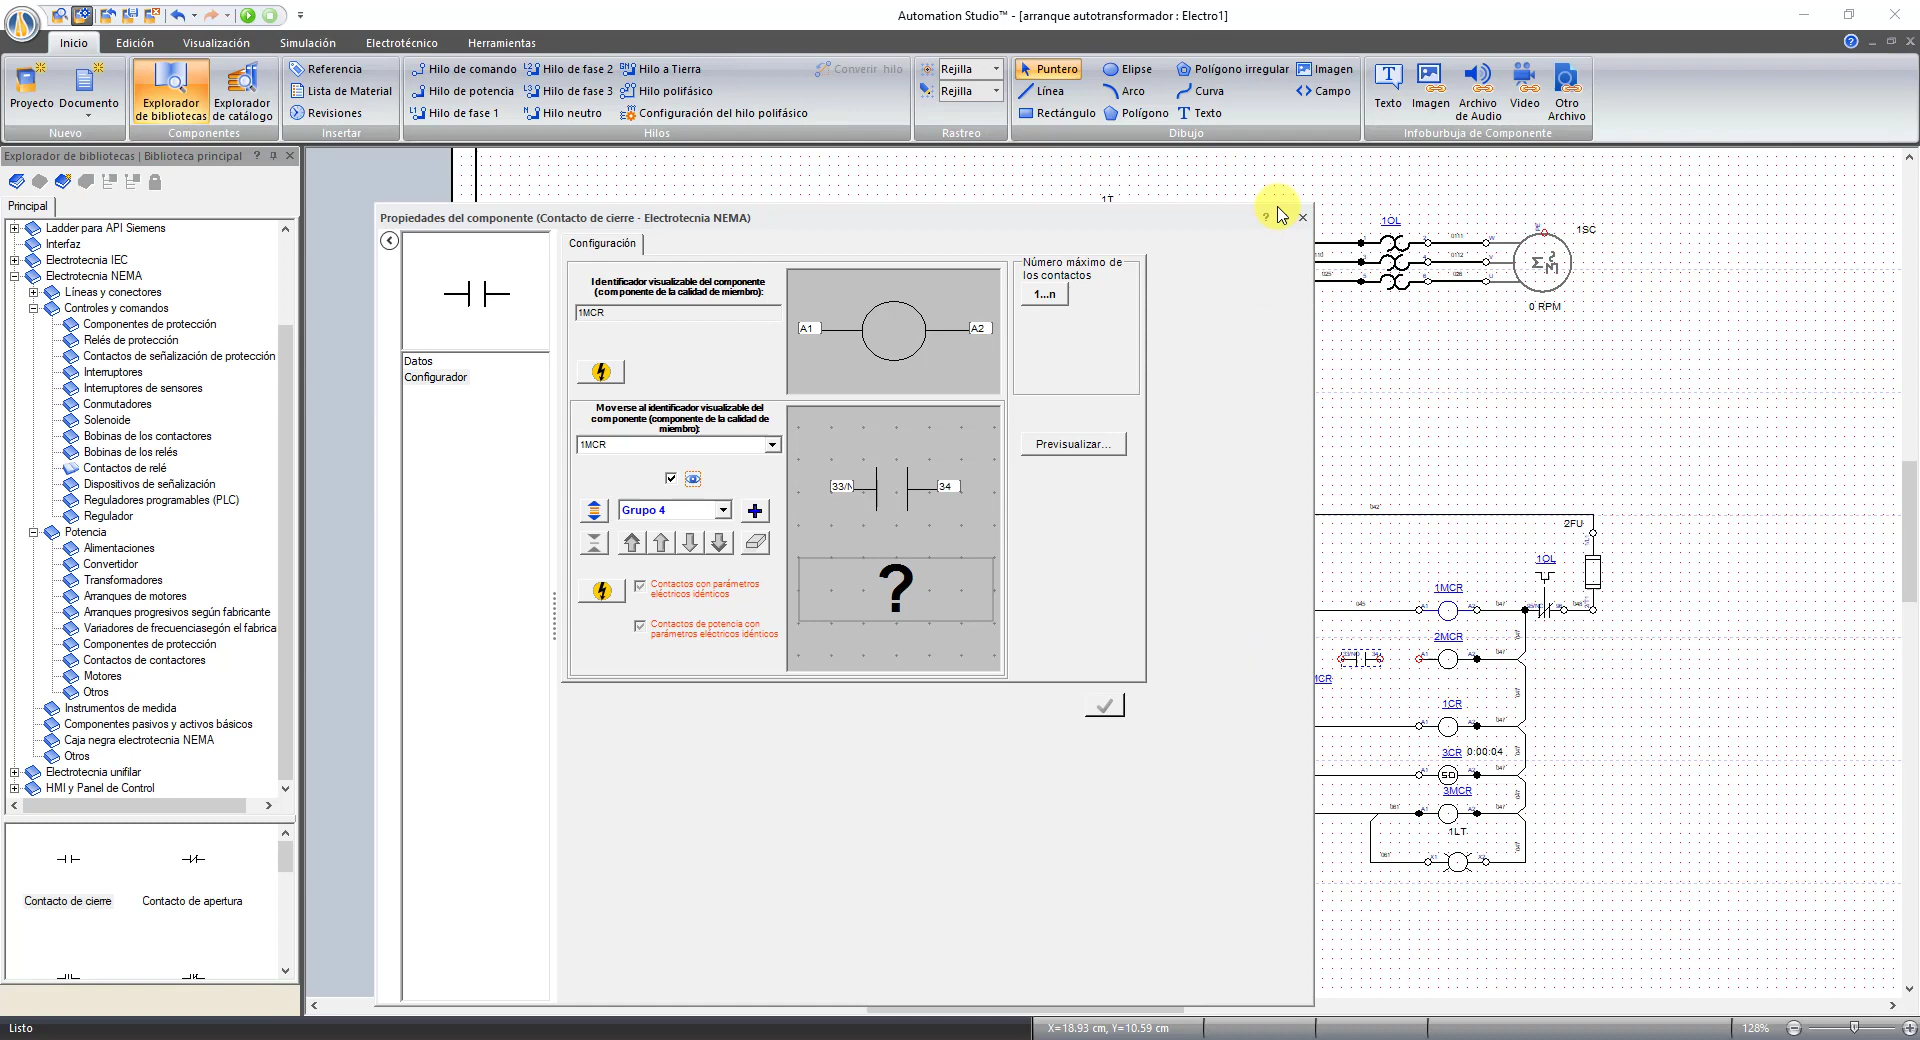 Automation Studio™ - [arranque autotransformador : Electro1]
Inicio Edición Visualización Simulación Electrotécnico Herramientas
Proyecto Documento
Nuevo
Explorador de bibliotecas
Explorador de catálogo
Componentes
Referencia
Lista de Material
Revisiones
Insertar
Hilo de comando Hilo de fase 2 Hilo a Tierra Convertir hilo
Hilo de potencia Hilo de fase 3 Hilo polifásico
Hilo de fase 1 Hilo neutro Configuración del hilo polifásico
Hilos
Rejilla
Rejilla
Rastreo
Puntero Elipse Polígono irregular Imagen
Línea Arco Curva Campo
Rectángulo Polígono Texto
Dibujo
Texto Imagen Archivo de Audio Video Otro Archivo
Infoburbuja de Componente
Explorador de bibliotecas | Biblioteca principal
Principal
Ladder para API Siemens
Interfaz
Electrotecnia IEC
Electrotecnia NEMA
Líneas y conectores
Controles y comandos
Componentes de protección
Relés de protección
Contactos de señalización de protección
Interruptores
Interruptores de sensores
Conmutadores
Solenoide
Bobinas de los contactores
Bobinas de los relés
Contactos de relé
Dispositivos de señalización
Reguladores programables (PLC)
Regulador
Potencia
Alimentaciones
Convertidor
Transformadores
Arranques de motores
Arranques progresivos según fabricante
Variadores de frecuenciasegún el fabrica
Componentes de protección
Contactos de contactores
Motores
Otros
Instrumentos de medida
Componentes pasivos y activos básicos
Caja negra electrotecnia NEMA
Otros
Electrotecnia unifilar
HMI y Panel de Control
Contacto de cierre
Contacto de apertura
Propiedades del componente (Contacto de cierre - Electrotecnia NEMA)
Datos
Configurador
Configuración
Identificador visualizable del componente
(componente de la calidad de miembro):
1MCR
A1
A2
Número máximo de
los contactos
1...n
Moverse al identificador visualizable del
componente (componente de la calidad de
miembro):
1MCR
Grupo 4
Contactos con parámetros
eléctricos idénticos
Contactos de potencia con
parámetros eléctricos idénticos
33/N
34
?
Previsualizar...
1T
1OL
1SC
0 RPM
2FU
1OL
1MCR
2MCR
1CR
3CR 0:00:04
SO
3MCR
1LT
Listo
X=18.93 cm, Y=10.59 cm
128%